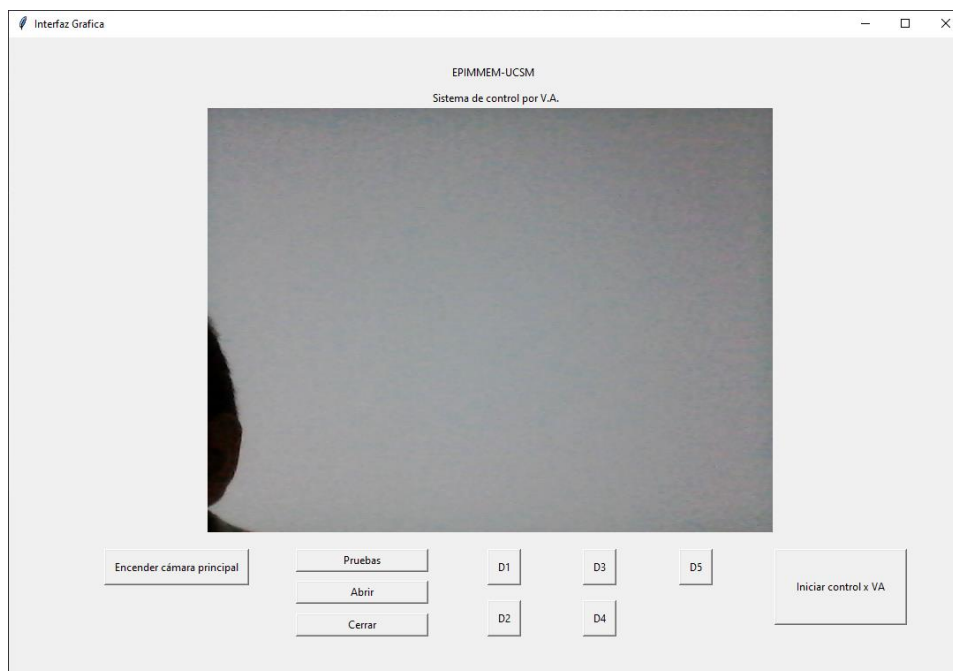 Interfaz Grafica
EPIMMEM-UCSM
Sistema de control por V.A.
Encender cámara principal
Pruebas
Abrir
Cerrar
D1
D3
D5
D2
D4
Iniciar control x VA